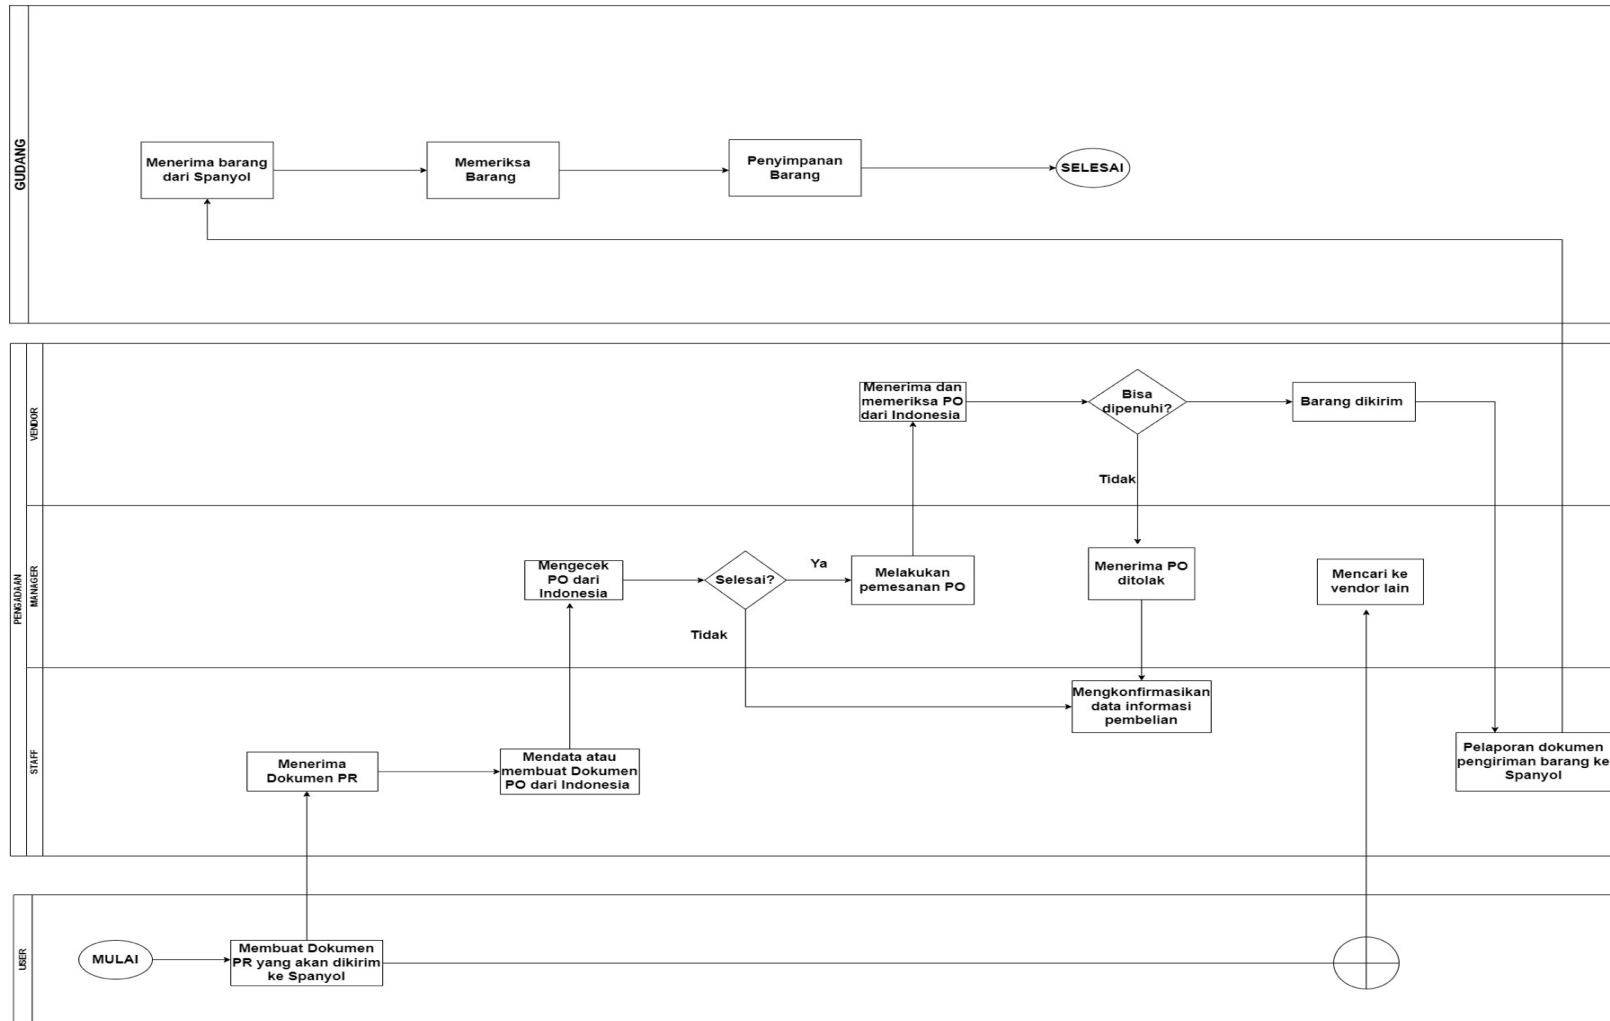 GUDANG
Menerima barang
dari Spanyol
Memeriksa
Barang
Penyimpanan
Barang
SELESAI
PENGADAAN
VENDOR
Menerima dan
memeriksa PO
dari Indonesia
Bisa
dipenuhi?
Barang dikirim
Tidak
MANAGER
Mengecek
PO dari
Indonesia
Selesai?
Ya
Melakukan
pemesanan PO
Menerima PO
ditolak
Mencari ke
vendor lain
Tidak
STAFF
Mengkonfirmasikan
data informasi
pembelian
Menerima
Dokumen PR
Mendata atau
membuat Dokumen
PO dari Indonesia
Pelaporan dokumen
pengiriman barang ke
Spanyol
USER
MULAI
Membuat Dokumen
PR yang akan dikirim
ke Spanyol